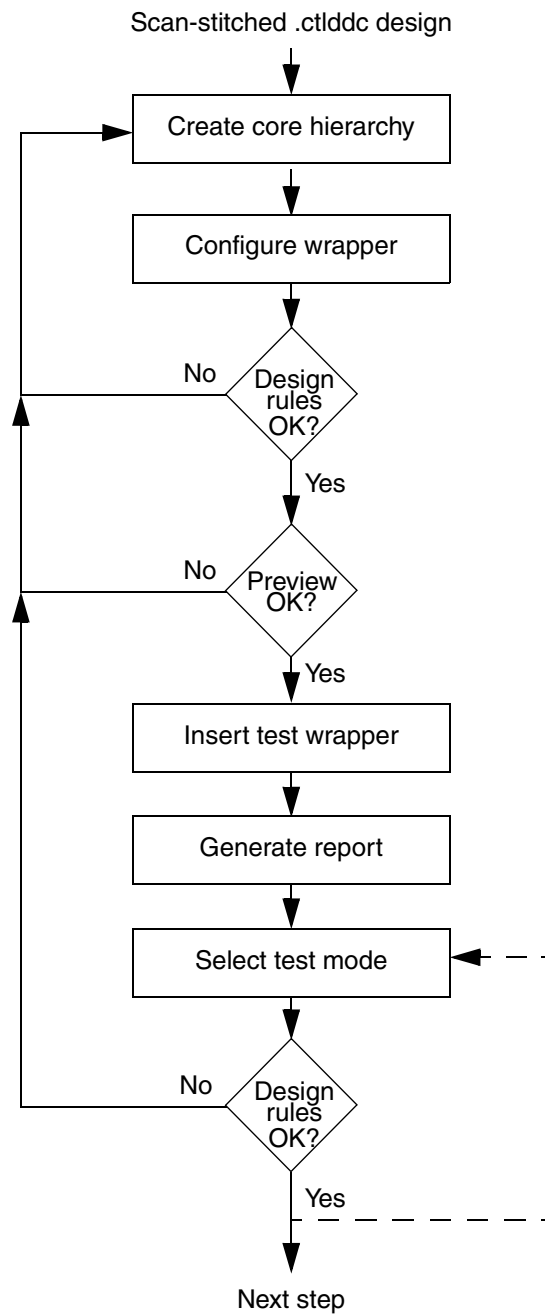 Scan-stitched .ctlddc design
Create core hierarchy
Configure wrapper
No
Design
rules
OK?
Yes
No
Preview
OK?
Yes
Insert test wrapper
Generate report
Select test mode
No
Design
rules
OK?
Yes
Next step